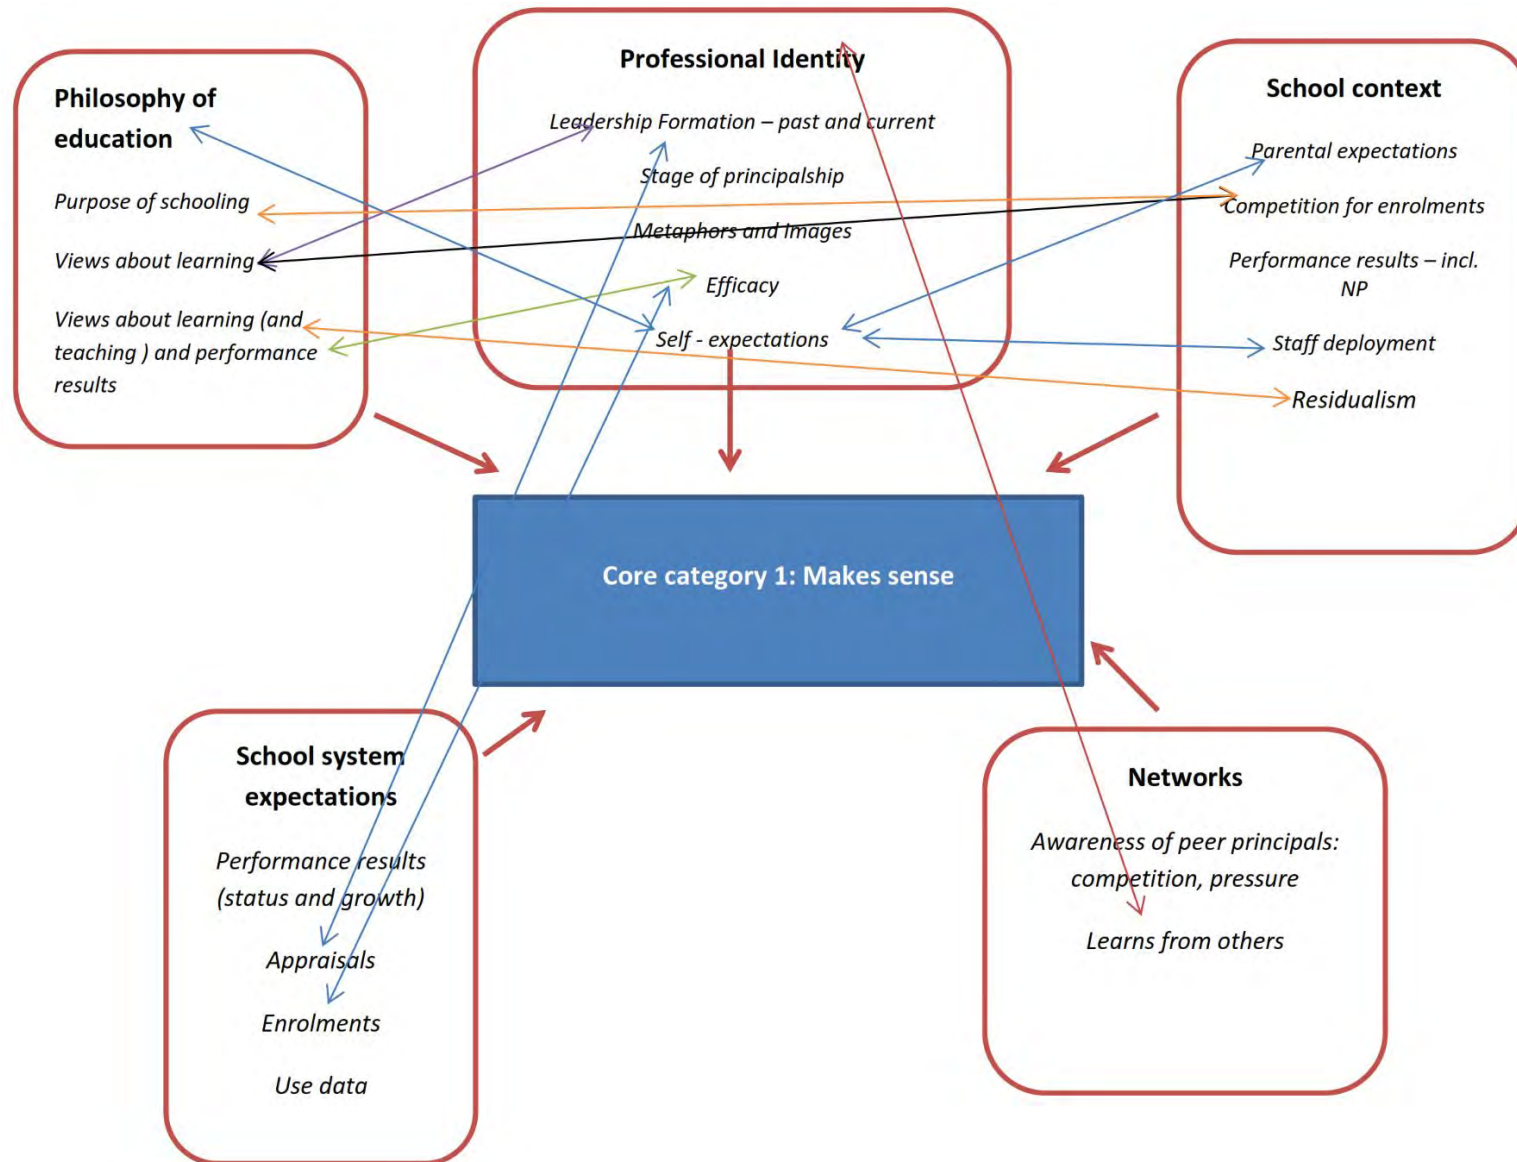 Philosophy of
education
Purpose of schooling
Views about learning
Views about learning (and
teaching ) and performance
results
Professional Identity
Leadership Formation – past and current
Stage of principalship
Metaphors and Images
Efficacy
Self - expectations
School context
Parental expectations
Competition for enrolments
Performance results – incl.
NP
Staff deployment
Residualism
Core category 1: Makes sense
School system
expectations
Performance results
(status and growth)
Appraisals
Enrolments
Use data
Networks
Awareness of peer principals:
competition, pressure
Learns from others